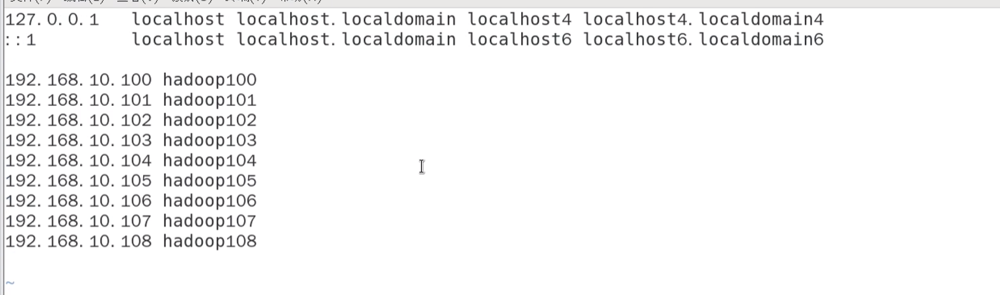 127.0.0.1   localhost localhost.localdomain localhost4 localhost4.localdomain4
::1         localhost localhost.localdomain localhost6 localhost6.localdomain6
192.168.10.100 hadoop100
192.168.10.101 hadoop101
192.168.10.102 hadoop102
192.168.10.103 hadoop103
192.168.10.104 hadoop104
192.168.10.105 hadoop105
192.168.10.106 hadoop106
192.168.10.107 hadoop107
192.168.10.108 hadoop108
~